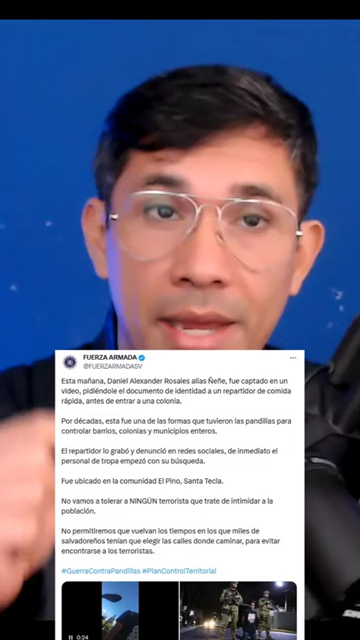 FUERZA ARMADA
@FUERZARMADASV
Esta mañana, Daniel Alexander Rosales alias Ñeñe, fue captado en un
video, pidiéndole el documento de identidad a un repartidor de comida
rápida, antes de entrar a una colonia.
Por décadas, esta fue una de las formas que tuvieron las pandillas para
controlar barrios, colonias y municipios enteros.
El repartidor lo grabó y denunció en redes sociales, de inmediato el
personal de tropa empezó con su búsqueda.
Fue ubicado en la comunidad El Pino, Santa Tecla.
No vamos a tolerar a NINGÚN terrorista que trate de intimidar a la
población.
No permitiremos que vuelvan los tiempos en los que miles de
salvadoreños tenían que elegir las calles donde caminar, para evitar
encontrarse a los terroristas.
#GuerraContraPandillas #PlanControlTerritorial
0:24